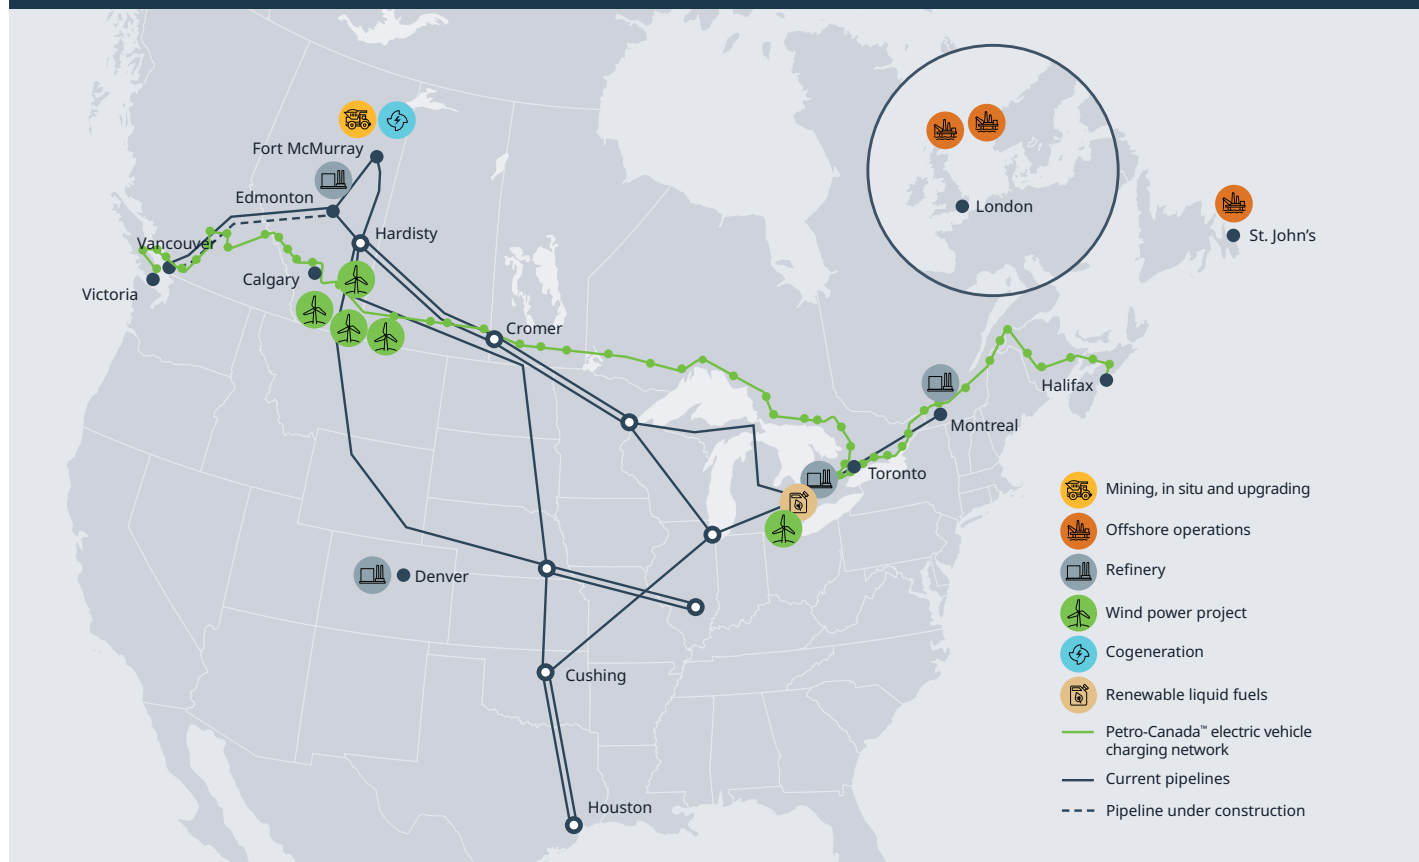 Fort McMurray
Edmonton
Hardisty
Vancouver
Calgary
Victoria
Cromer
London
St. John’s
Halifax
Montreal
Toronto
Denver
Cushing
Houston
Mining, in situ and upgrading
Offshore operations
Refinery
Wind power project
Cogeneration
Renewable liquid fuels
Petro-Canada™ electric vehicle
charging network
Current pipelines
Pipeline under construction